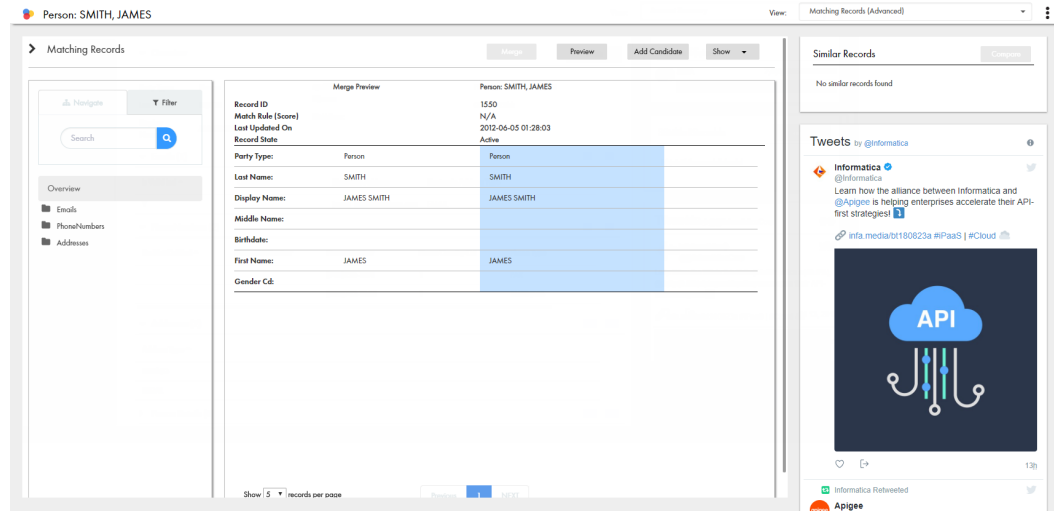 Person: SMITH, JAMES
View: Matching Records (Advanced)
Matching Records
Merge Preview Add Candidate Show
Navigate Filter
Search
Overview
Emails
PhoneNumbers
Addresses
Merge Preview Person: SMITH, JAMES
Record ID 1550
Match Rule (Score) N/A
Last Updated On 2012-06-05 01:28:03
Record State Active
Party Type: Person Person
Last Name: SMITH SMITH
Display Name: JAMES SMITH JAMES SMITH
Middle Name:
Birthdate:
First Name: JAMES JAMES
Gender Cd:
Show 5 records per page Previous 1 NEXT
Similar Records Compare
No similar records found
Tweets by @Informatica
Informatica
@Informatica
Learn how the alliance between Informatica and
@Apigee is helping enterprises accelerate their API-
first strategies!
infa.media/bt180823a #iPaaS | #Cloud
API
13h
Informatica Retweeted
Apigee